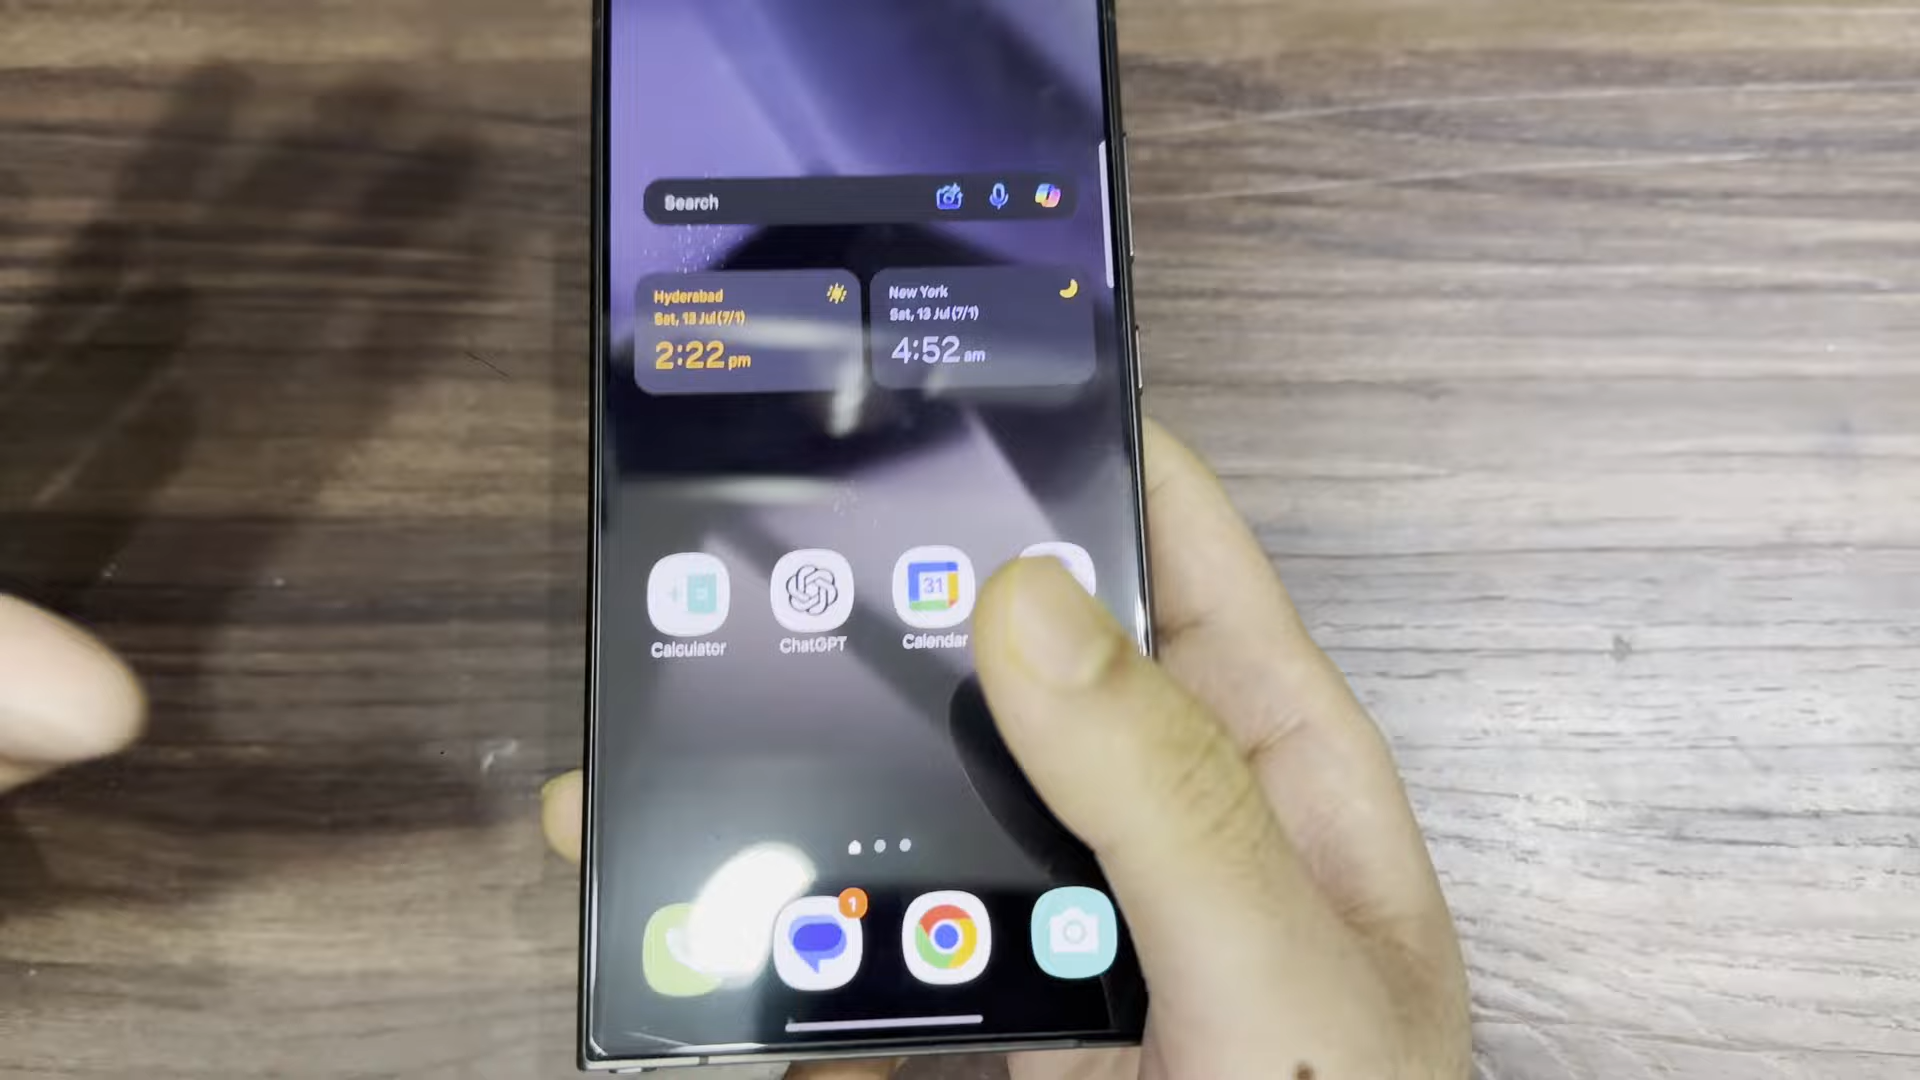 Search
Hyderabad
Sat, 13 Jul (7/1)
2:22 pm
New York
Sat, 13 Jul (7/1)
4:52 am
31
Calculator
ChatGPT
Calendar
1